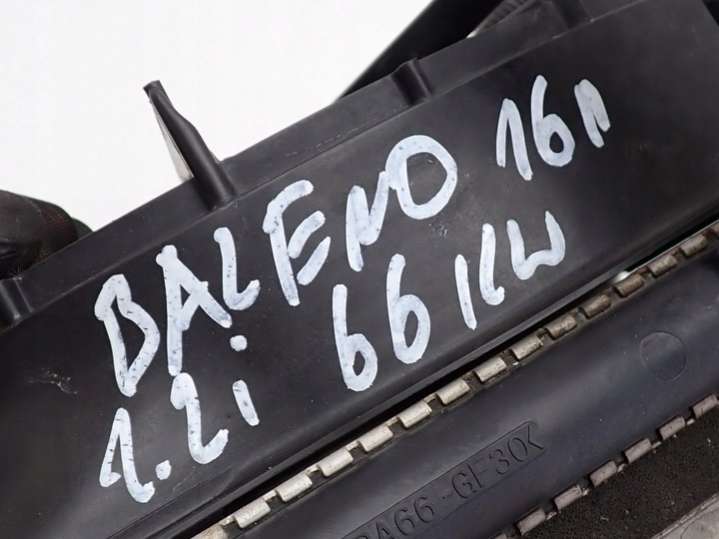 BALENO 16r
1.2i 66 KW
PA66-GF30<